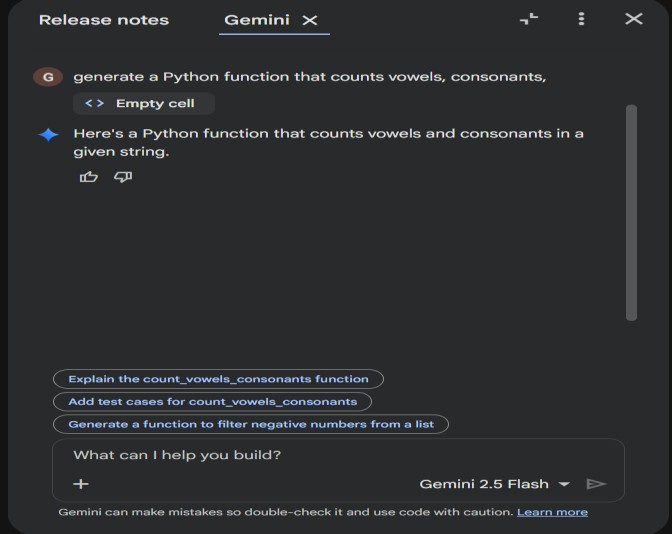 Release notes
Gemini
G
generate a Python function that counts vowels, consonants,
<> Empty cell
Here's a Python function that counts vowels and consonants in a
given string.
Explain the count_vowels_consonants function
Add test cases for count_vowels_consonants
Generate a function to filter negative numbers from a list
What can I help you build?
Gemini 2.5 Flash
Gemini can make mistakes so double-check it and use code with caution. Learn more